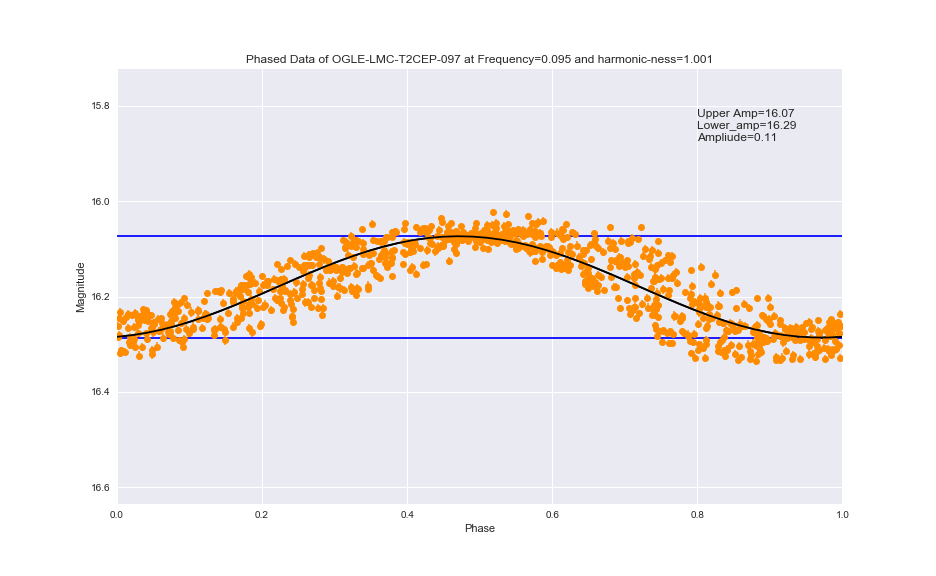 Phased Data of OGLE-LMC-T2CEP-097 at Frequency=0.095 and harmonic-ness=1.001
Upper Amp=16.07
Lower_amp=16.29
Ampliude=0.11
15.8
16.0
16.2
16.4
16.6
Magnitude
0.0
0.2
0.4
0.6
0.8
1.0
Phase